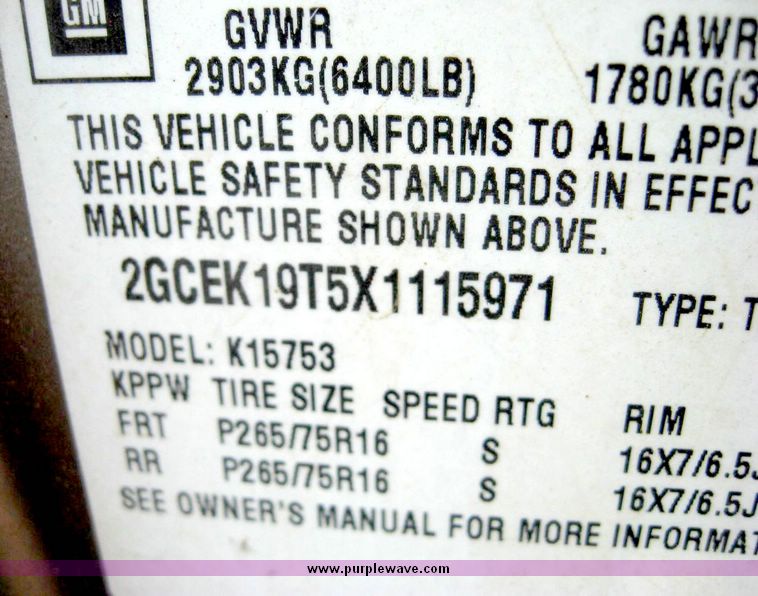 GM
GVWR GAWR
2903KG(6400LB) 1780KG(3
THIS VEHICLE CONFORMS TO ALL APPL
VEHICLE SAFETY STANDARDS IN EFFEC
MANUFACTURE SHOWN ABOVE.
2GCEK19T5X1115971 TYPE: T
MODEL: K15753
KPPW TIRE SIZE SPEED RTG RIM
FRT P265/75R16 S 16X7/6.5J
RR P265/75R16 S 16X7/6.5J
SEE OWNER'S MANUAL FOR MORE INFORMAT
www.purplewave.com